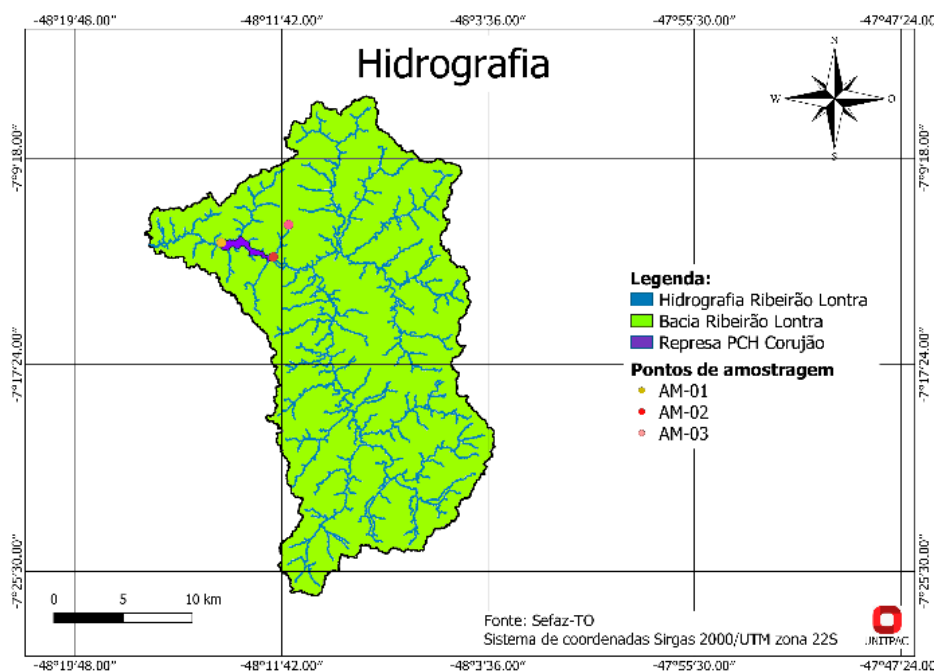 -48°19'48.00" -48°11'42.00" -48°3'36.00" -47°55'30.00" -47°47'24.00"
Hidrografia
N
W O
S
-7°9'18.00" -7°9'18.00"
Legenda:
Hidrografia Ribeirão Lontra
Bacia Ribeirão Lontra
Represa PCH Corujão
Pontos de amostragem
AM-01
AM-02
AM-03
-7°17'24.00" -7°17'24.00"
-7°25'30.00" -7°25'30.00"
0 5 10 km
Fonte: Sefaz-TO
Sistema de coordenadas Sirgas 2000/UTM zona 22S
UNITPAC
-48°19'48.00" -48°11'42.00" -48°3'36.00" -47°55'30.00" -47°47'24.00"